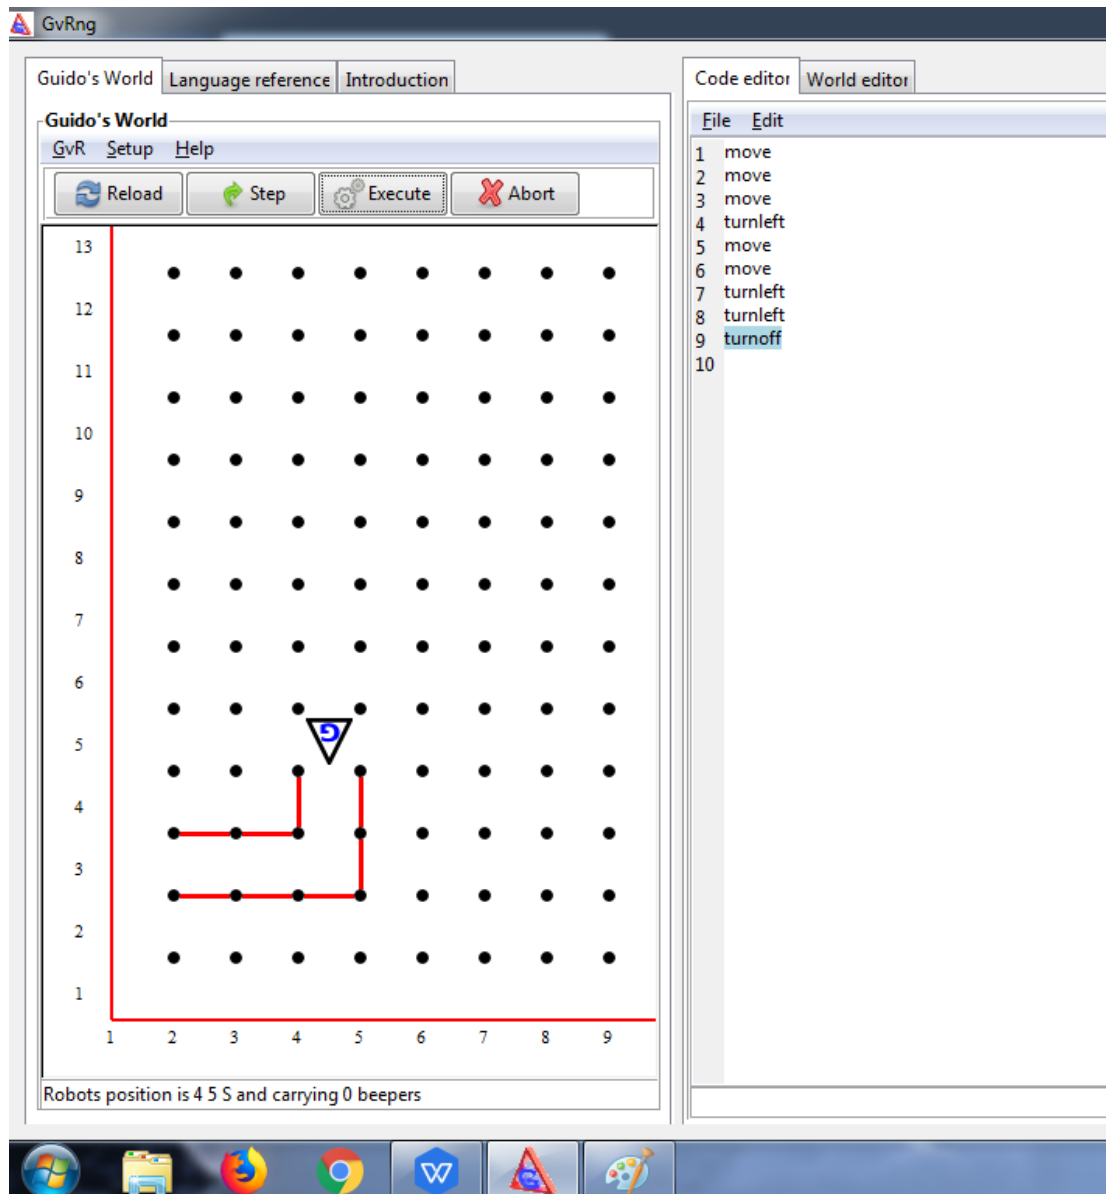 GvRng
Guido's World Language reference Introduction
Guido's World
GvR Setup Help
Reload Step Execute Abort
13
12
11
10
9
8
7
6
5
4
3
2
1
1 2 3 4 5 6 7 8 9
G
Robots position is 4 5 S and carrying 0 beepers
Code editor World editor
File Edit
1 move
2 move
3 move
4 turnleft
5 move
6 move
7 turnleft
8 turnleft
9 turnoff
10
W
G